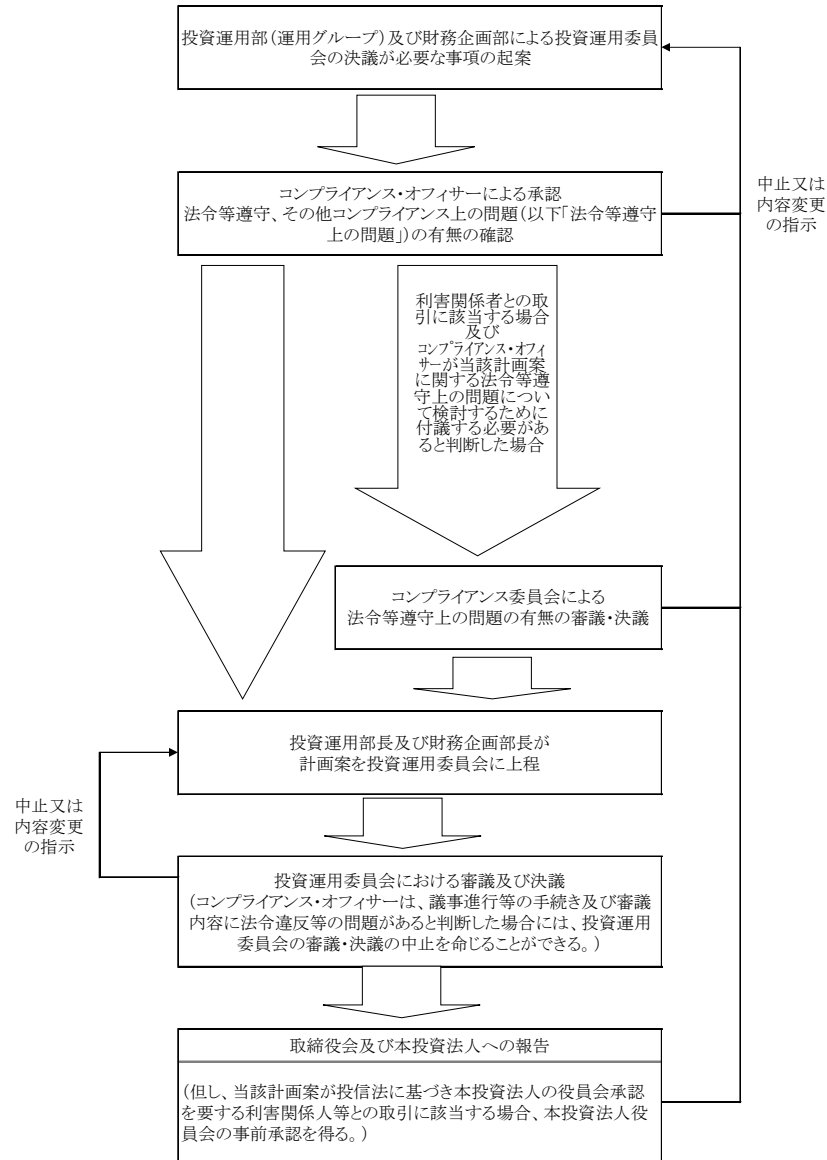 投資運用部(運用グループ)及び財務企画部による投資運用委員
会の決議が必要な事項の起案
中止又は
内容変更
の指示
コンプライアンス・オフィサーによる承認
法令等遵守、その他コンプライアンス上の問題(以下「法令等遵守
上の問題」)の有無の確認
利害関係者との取
引に該当する場合
及び
コンプライアンス・オフィ
サーが当該計画案
に関する法令等遵
守上の問題につい
て検討するために
付議する必要があ
ると判断した場合
コンプライアンス委員会による
法令等遵守上の問題の有無の審議・決議
投資運用部長及び財務企画部長が
計画案を投資運用委員会に上程
中止又は
内容変更
の指示
投資運用委員会における審議及び決議
(コンプライアンス・オフィサーは、議事進行等の手続き及び審議
内容に法令違反等の問題があると判断した場合には、投資運用
委員会の審議・決議の中止を命じることができる。)
取締役会及び本投資法人への報告
(但し、当該計画案が投信法に基づき本投資法人の役員会承認
を要する利害関係人等との取引に該当する場合、本投資法人役
員会の事前承認を得る。)